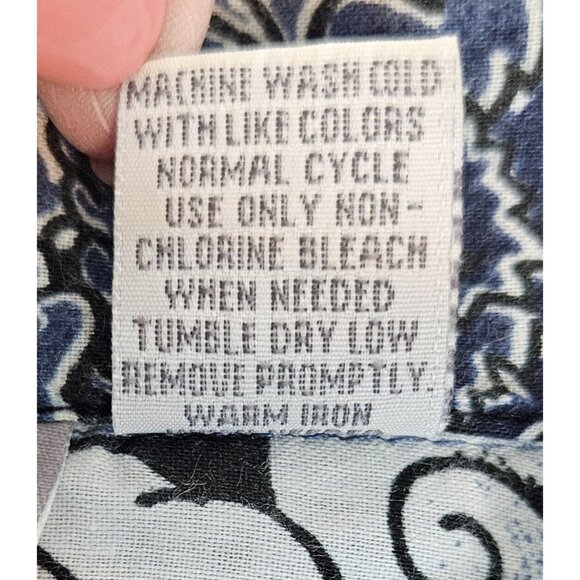 MACHINE WASH COLD
WITH LIKE COLORS
NORMAL CYCLE
USE ONLY NON-
CHLORINE BLEACH
WHEN NEEDED
TUMBLE DRY LOW
REMOVE PROMPTLY.
WARM IRON